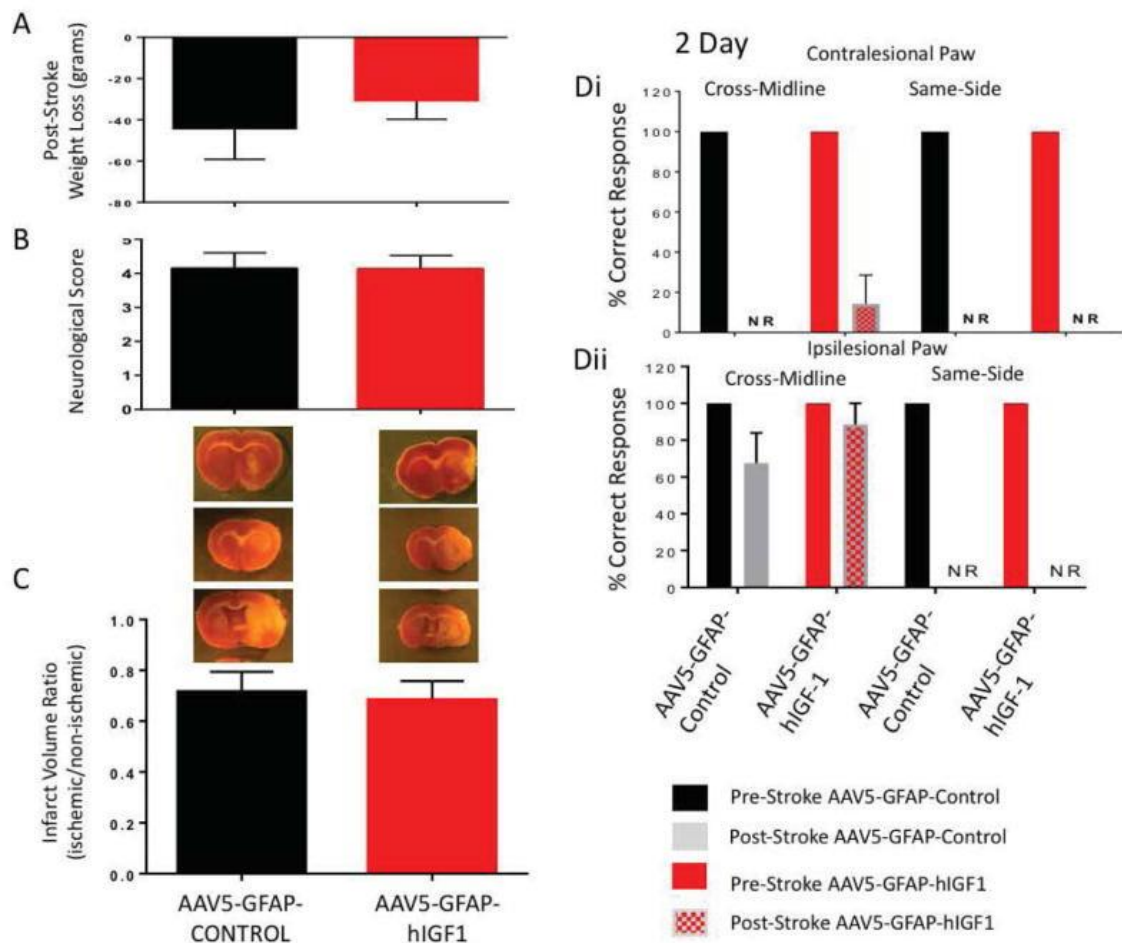 A
Post-Stroke
Weight Loss (grams)
0
-20
-40
-60
-80
B
Neurological Score
5
4
3
2
1
0
C
Infarct Volume Ratio
(ischemic/non-ischemic)
1.0
0.8
0.6
0.4
0.2
0.0
AAV5-GFAP-
CONTROL
AAV5-GFAP-
hIGF1
2 Day
Contralesional Paw
Di
Cross-Midline
Same-Side
% Correct Response
120
100
80
60
40
20
0
NR
NR
NR
Ipsilesional Paw
Dii
Cross-Midline
Same-Side
% Correct Response
100
80
60
40
20
0
NR
NR
AAV5-GFAP-
Control
AAV5-GFAP-
hIGF-1
AAV5-GFAP-
Control
AAV5-GFAP-
hIGF-1
Pre-Stroke AAV5-GFAP-Control
Post-Stroke AAV5-GFAP-Control
Pre-Stroke AAV5-GFAP-hIGF1
Post-Stroke AAV5-GFAP-hIGF1